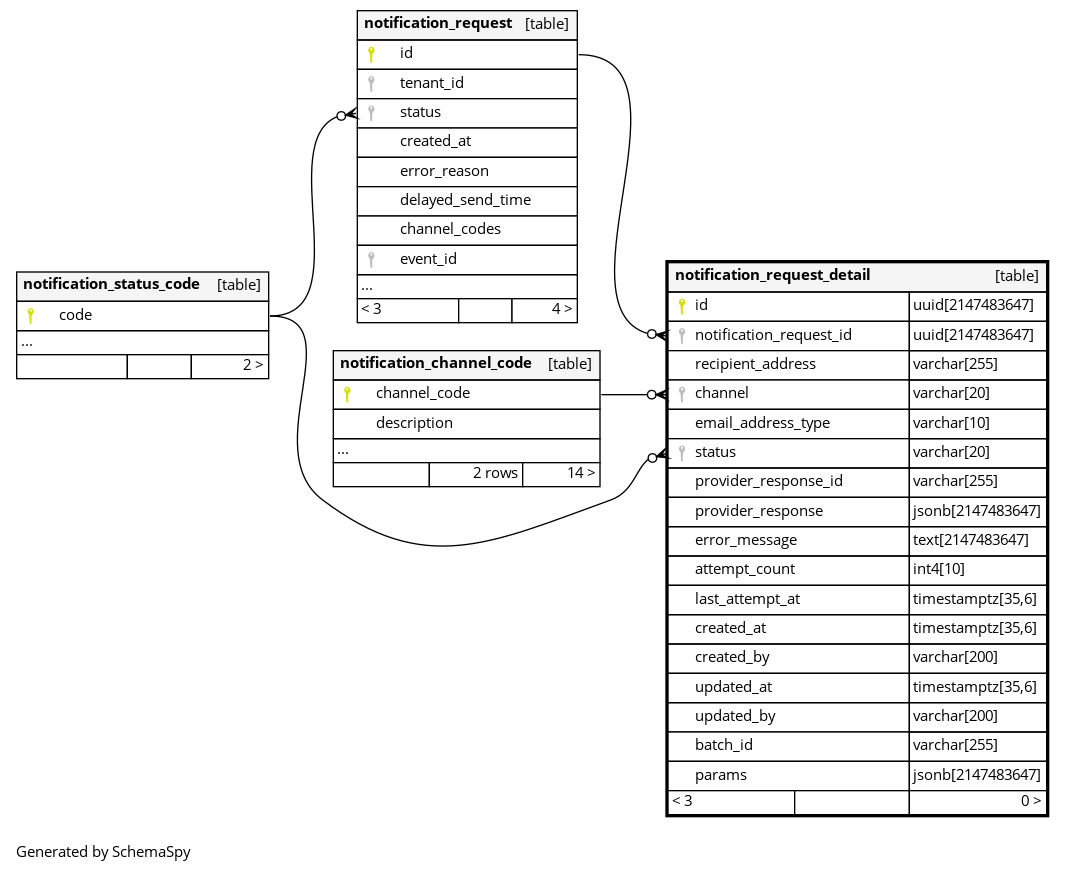 notification_request [table]
id
tenant_id
status
created_at
error_reason
delayed_send_time
channel_codes
event_id
...
< 3 4 >
notification_status_code [table]
code
...
2 >
notification_channel_code [table]
channel_code
description
...
2 rows 14 >
notification_request_detail [table]
id uuid[2147483647]
notification_request_id uuid[2147483647]
recipient_address varchar[255]
channel varchar[20]
email_address_type varchar[10]
status varchar[20]
provider_response_id varchar[255]
provider_response jsonb[2147483647]
error_message text[2147483647]
attempt_count int4[10]
last_attempt_at timestamptz[35,6]
created_at timestamptz[35,6]
created_by varchar[200]
updated_at timestamptz[35,6]
updated_by varchar[200]
batch_id varchar[255]
params jsonb[2147483647]
< 3 0 >
Generated by SchemaSpy